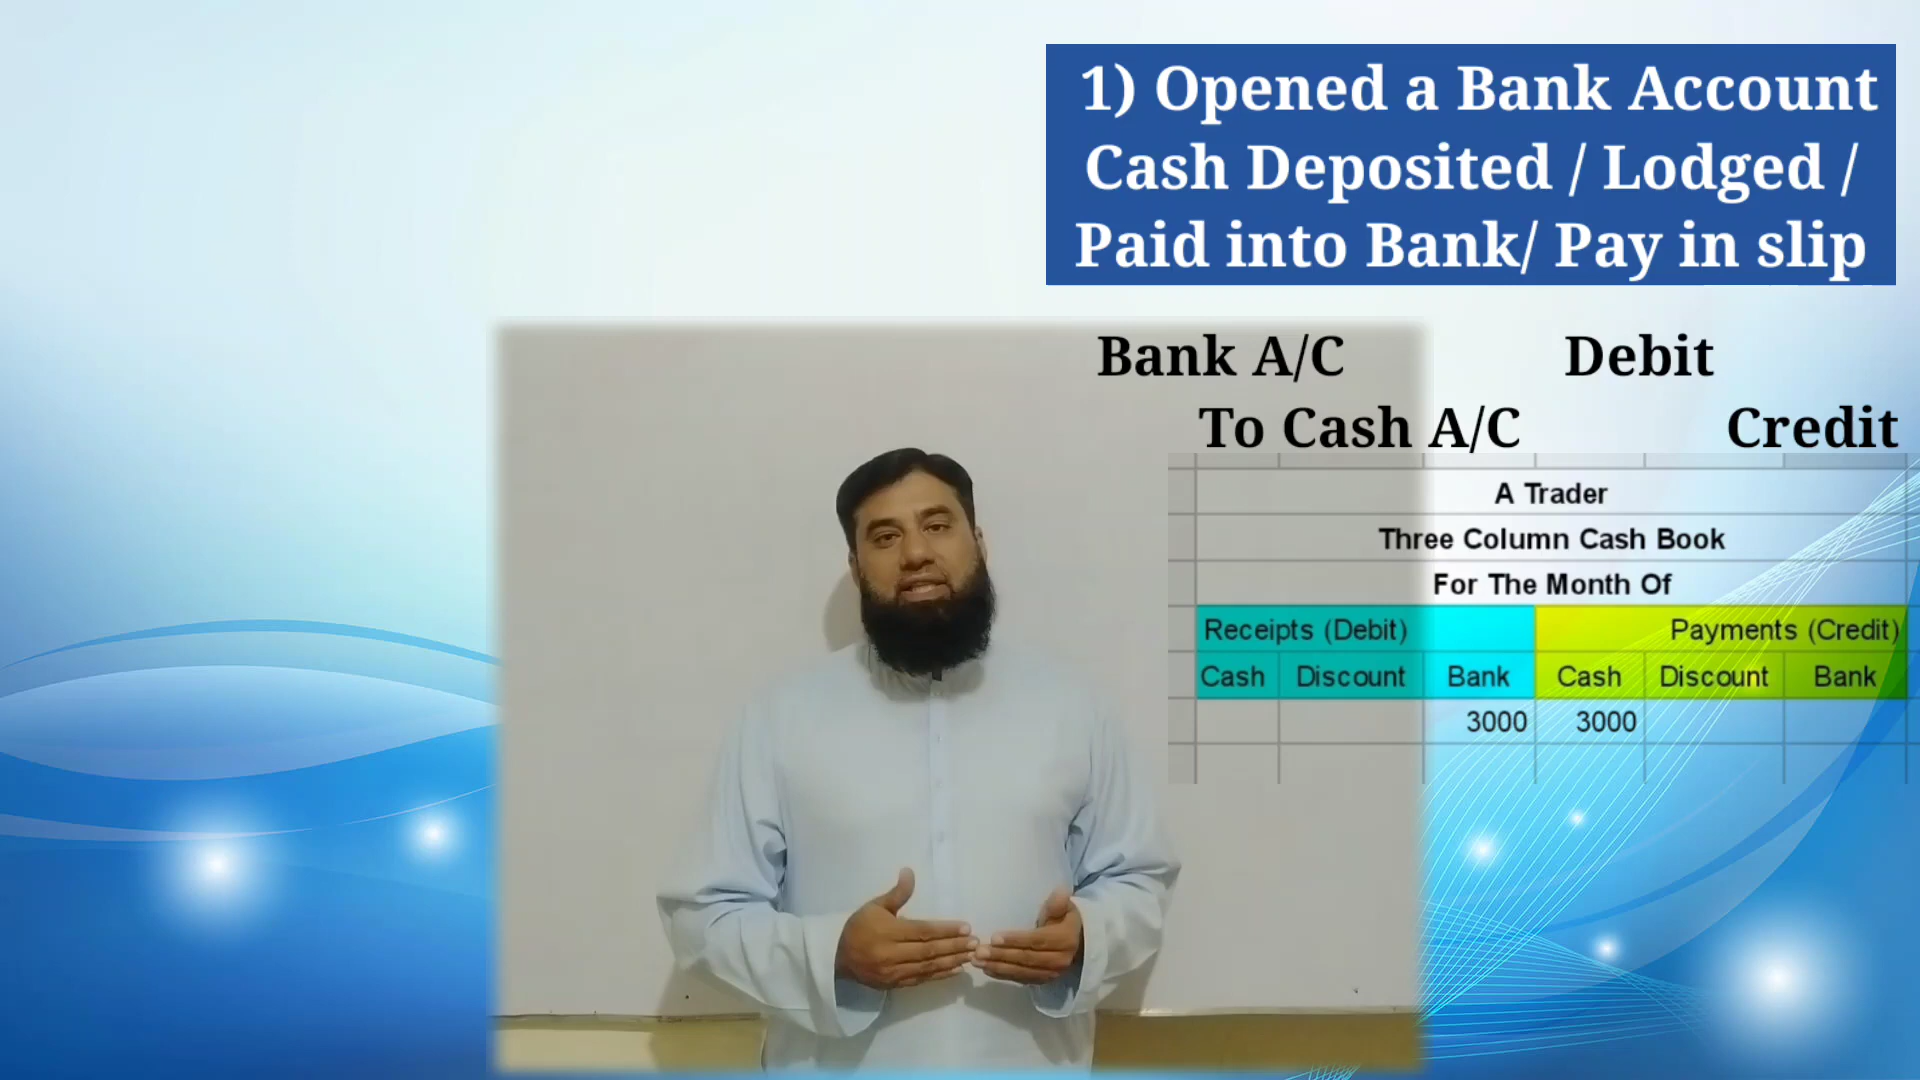 1) Opened a Bank Account
Cash Deposited / Lodged /
Paid into Bank/ Pay in slip
Bank A/C Debit
To Cash A/C Credit
A Trader
Three Column Cash Book
For The Month Of
Receipts (Debit) Payments (Credit)
Cash Discount Bank Cash Discount Bank
3000 3000